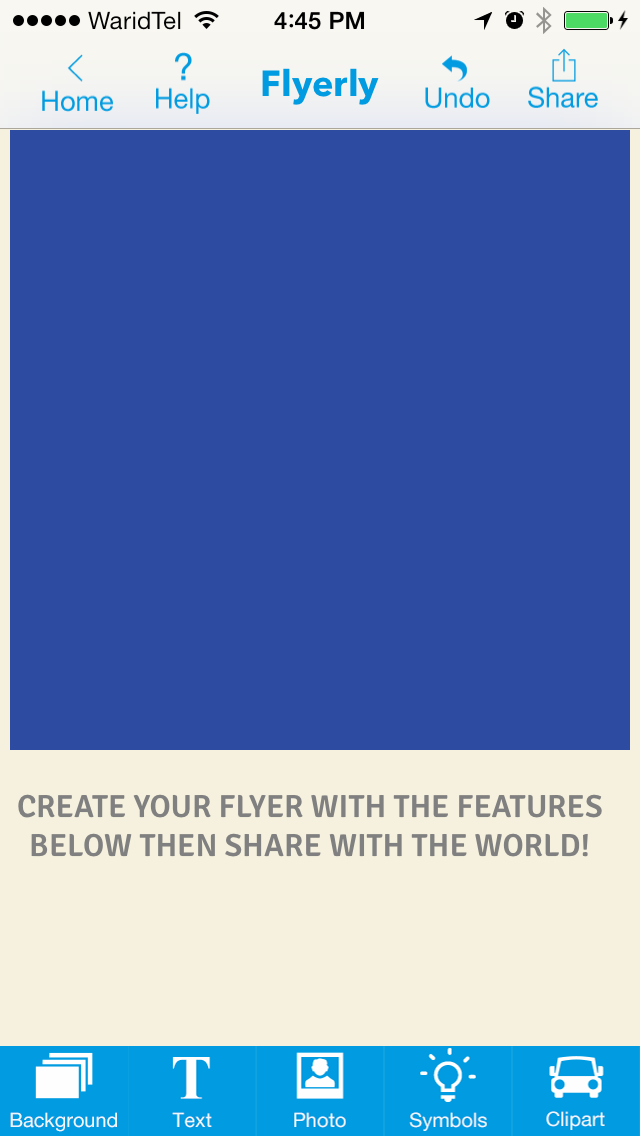 WaridTel 4:45 PM
Home ? Help Flyerly Undo Share
CREATE YOUR FLYER WITH THE FEATURES
BELOW THEN SHARE WITH THE WORLD!
T
Background Text Photo Symbols Clipart